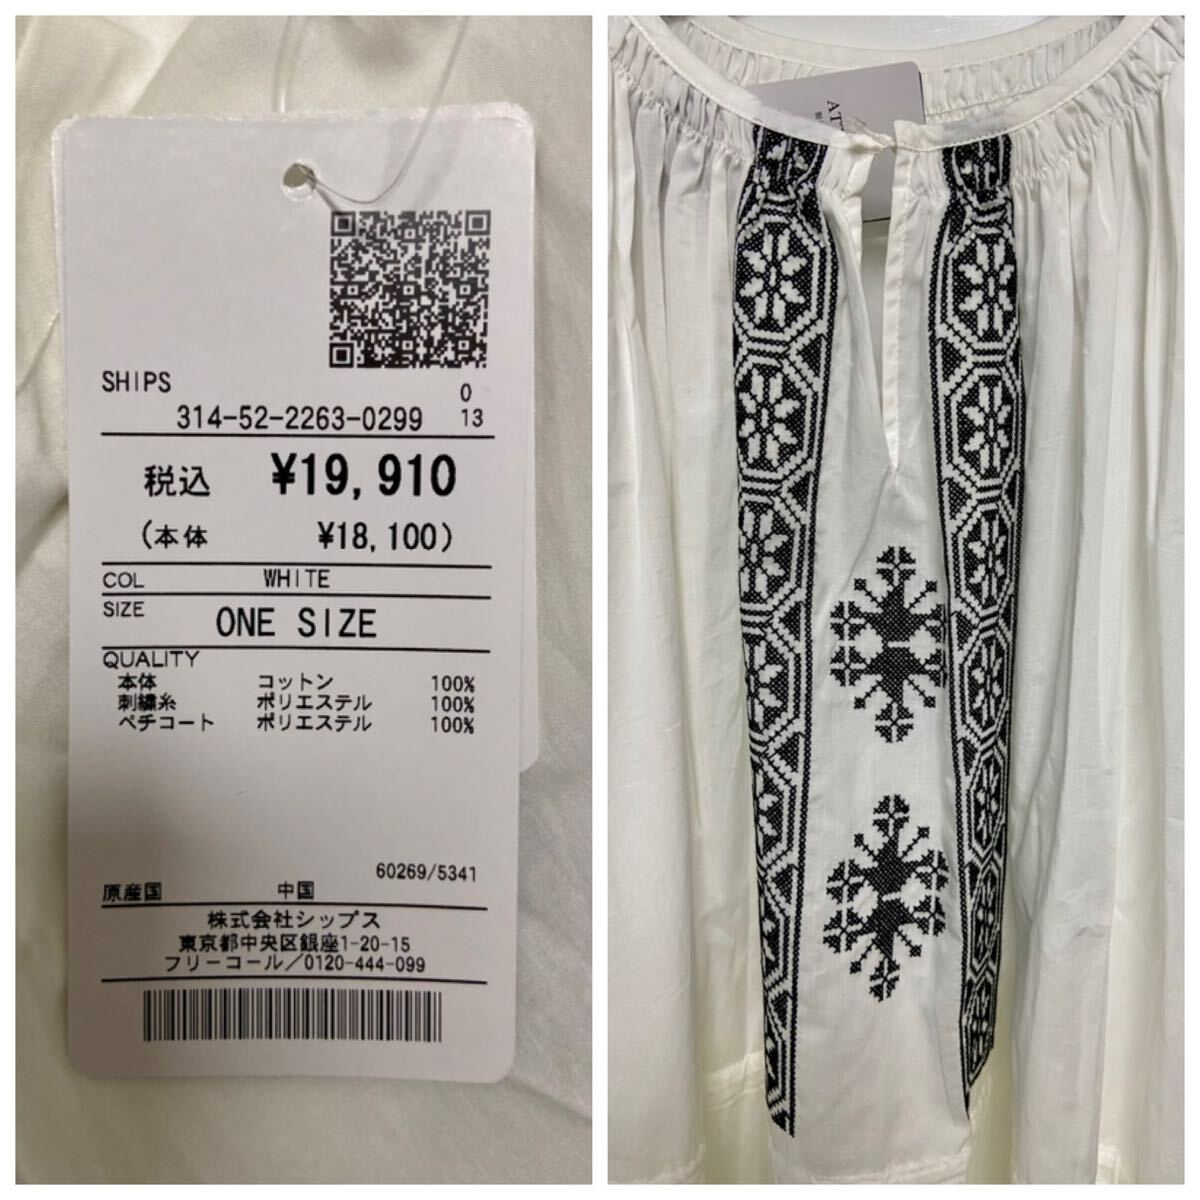 SHIPS
0
314-52-2263-0299 13
税込 ¥19,910
(本体 ¥18,100)
COL WHITE
SIZE ONE SIZE
QUALITY
本体 コットン 100%
刺繍糸 ポリエステル 100%
ペチコート ポリエステル 100%
60269/5341
原産国 中国
株式会社シップス
東京都中央区銀座1-20-15
フリーコール/0120-444-099